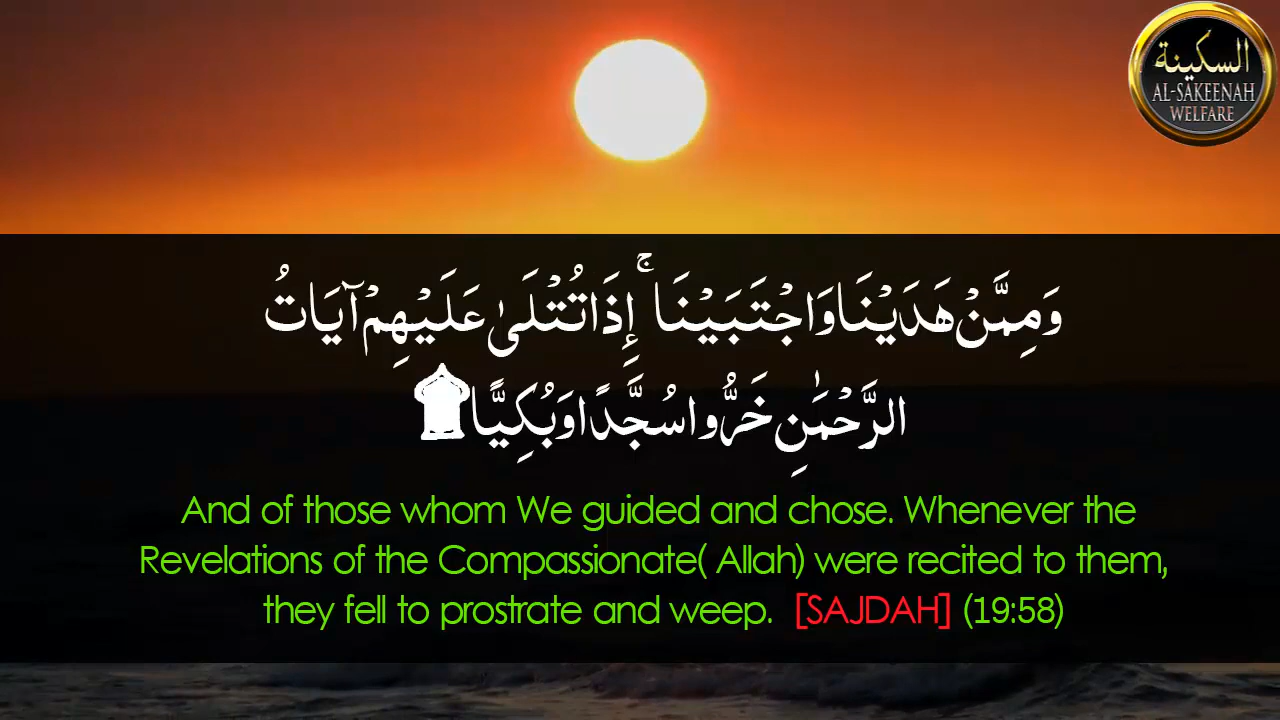 السكينة
AL-SAKEENAH
WELFARE
وَمِمَّنْ هَدَيْنَا وَاجْتَبَيْنَا ۚ إِذَا تُتْلَىٰ عَلَيْهِمْ آيَاتُ
الرَّحْمَٰنِ خَرُّوا سُجَّدًا وَبُكِيًّا ۩
And of those whom We guided and chose. Whenever the
Revelations of the Compassionate( Allah) were recited to them,
they fell to prostrate and weep. [SAJDAH] (19:58)